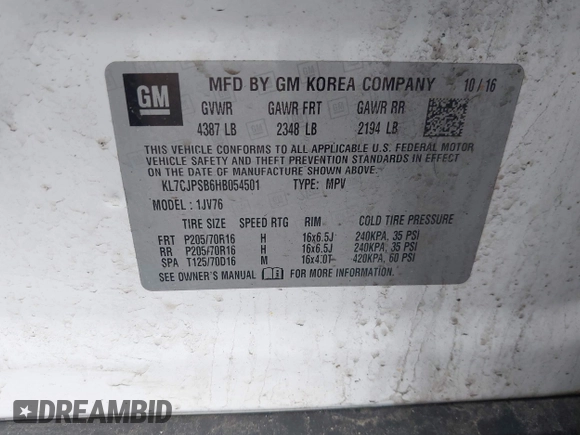 GM
MFD BY GM KOREA COMPANY 10/16
GVWR GAWR FRT GAWR RR
4387 LB 2348 LB 2194 LB
THIS VEHICLE CONFORMS TO ALL APPLICABLE U.S. FEDERAL MOTOR
VEHICLE SAFETY AND THEFT PREVENTION STANDARDS IN EFFECT
ON THE DATE OF MANUFACTURE SHOWN ABOVE.
KL7CJPSB6HB054501 TYPE: MPV
MODEL: 1JV76
TIRE SIZE SPEED RTG RIM COLD TIRE PRESSURE
FRT P205/70R16 H 16x6.5J 240KPA, 35 PSI
RR P205/70R16 H 16x6.5J 240KPA, 35 PSI
SPA T125/70D16 M 16x4.0T 420KPA, 60 PSI
SEE OWNER'S MANUAL FOR MORE INFORMATION
DREAMBID